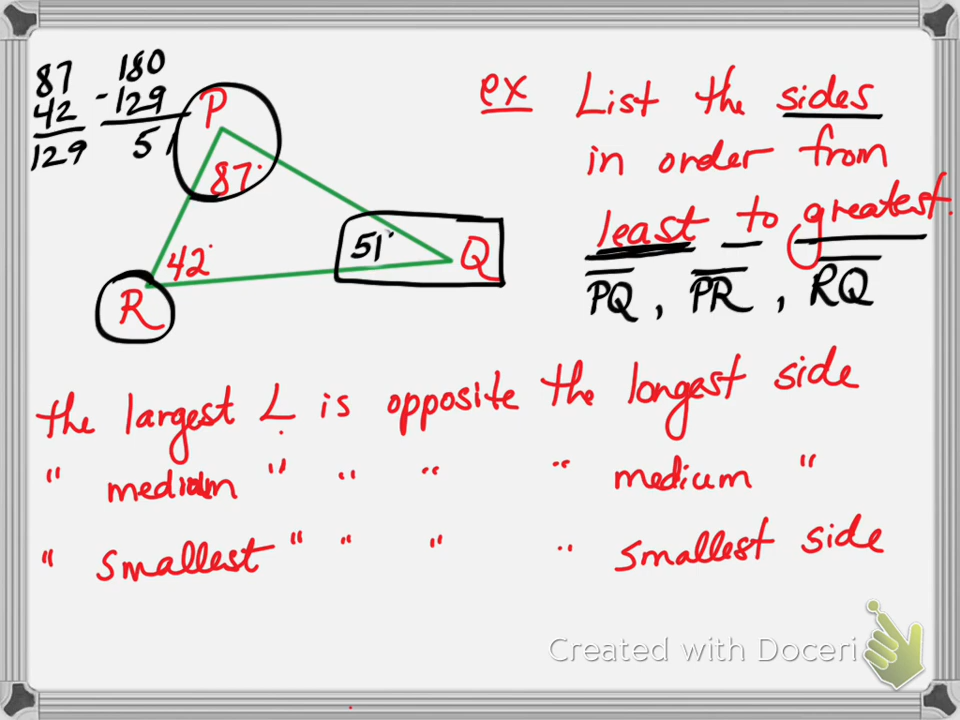 87
42
129
180
- 129
51
P
87°
42°
R
51°
Q
ex List the sides
in order from
least to greatest.
PQ, PR, RQ
the largest ∠ is opposite the longest side
" medium " " " " medium "
" smallest " " " " smallest side
Created with Doceri